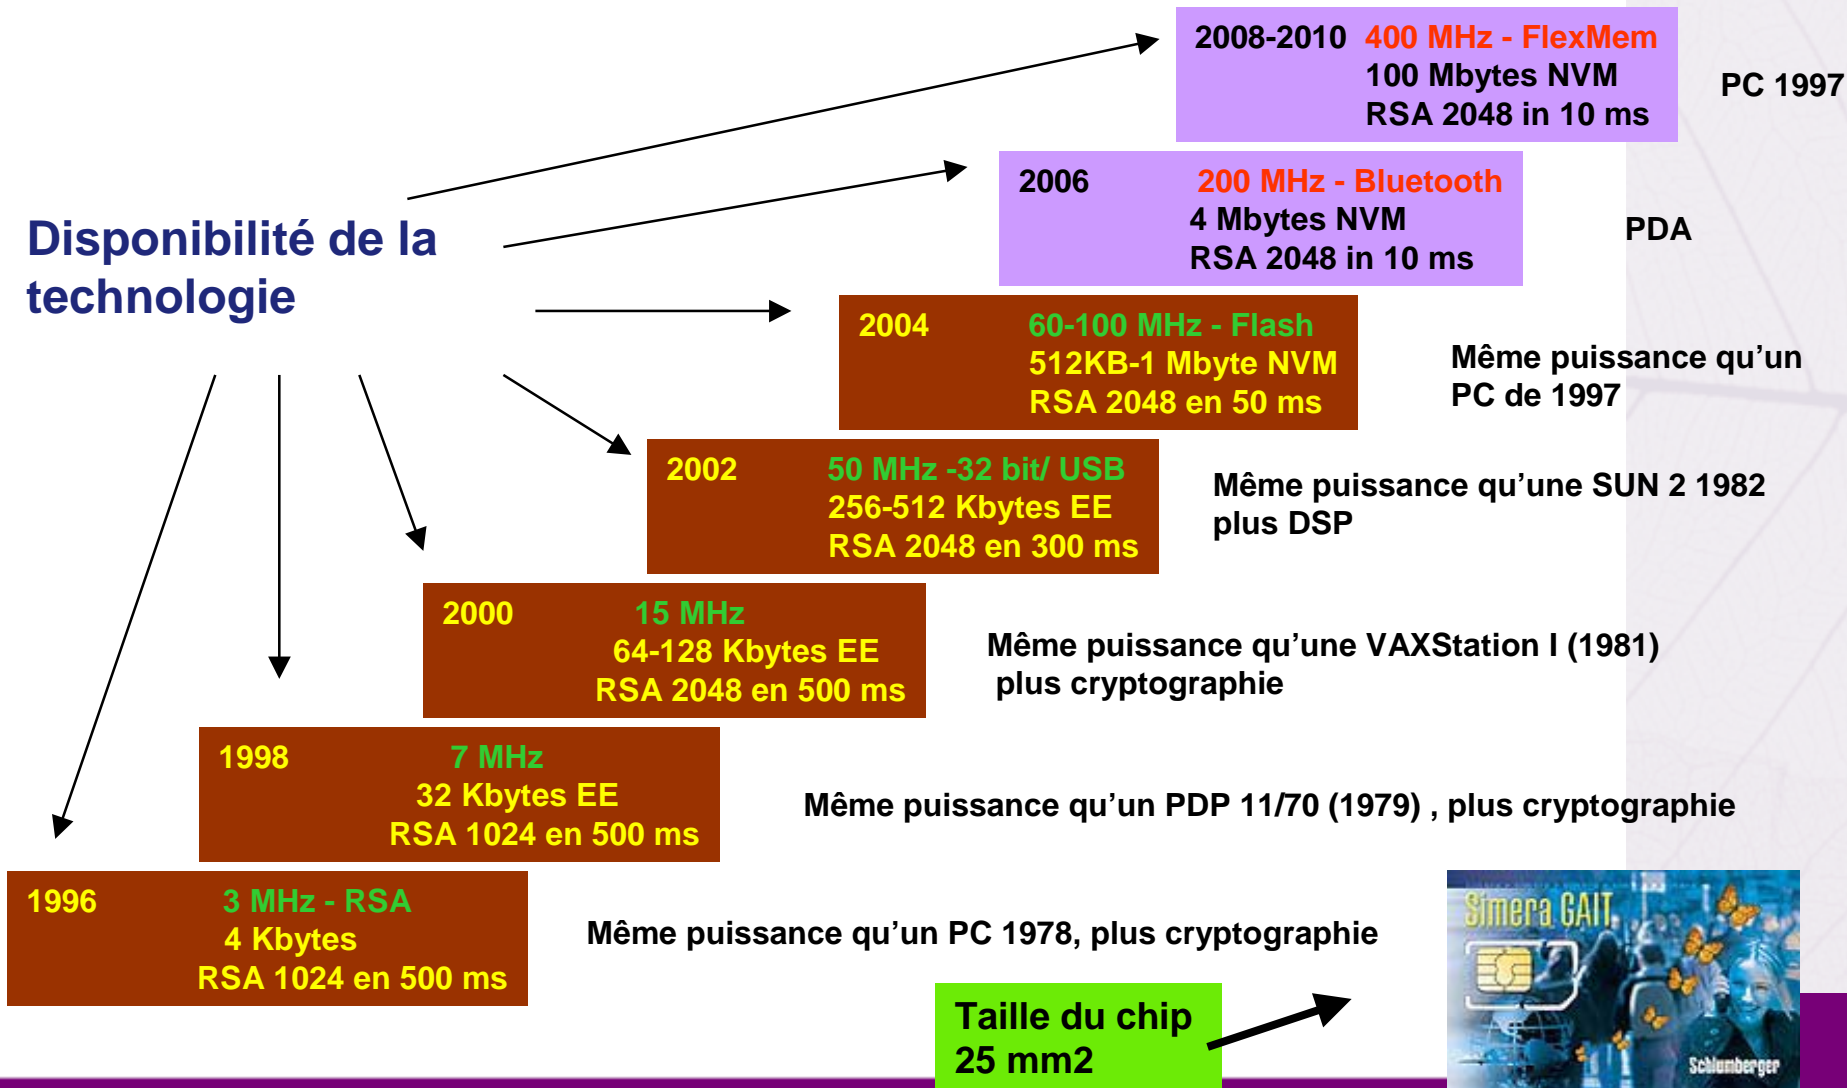 2008-2010 400 MHz - FlexMem
100 Mbytes NVM
RSA 2048 in 10 ms
PC 1997
2006 200 MHz - Bluetooth
4 Mbytes NVM
RSA 2048 in 10 ms
PDA
Disponibilité de la
technologie
2004 60-100 MHz - Flash
512KB-1 Mbyte NVM
RSA 2048 en 50 ms
Même puissance qu’un
PC de 1997
2002 50 MHz -32 bit/ USB
256-512 Kbytes EE
RSA 2048 en 300 ms
Même puissance qu’une SUN 2 1982
plus DSP
2000 15 MHz
64-128 Kbytes EE
RSA 2048 en 500 ms
Même puissance qu’une VAXStation I (1981)
plus cryptographie
1998 7 MHz
32 Kbytes EE
RSA 1024 en 500 ms
Même puissance qu’un PDP 11/70 (1979) , plus cryptographie
1996 3 MHz - RSA
4 Kbytes
RSA 1024 en 500 ms
Même puissance qu’un PC 1978, plus cryptographie
Taille du chip
25 mm2
Simera GAIT
Schlumberger